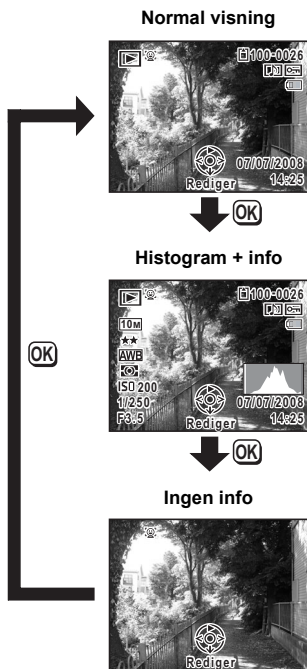 Normal visning
100-0026
07/07/2008
14:25
Rediger
OK
Histogram + info
100-0026
10M
AWB
ISO 200
1/250
F3.5
07/07/2008
14:25
Rediger
OK
OK
Ingen info
Rediger